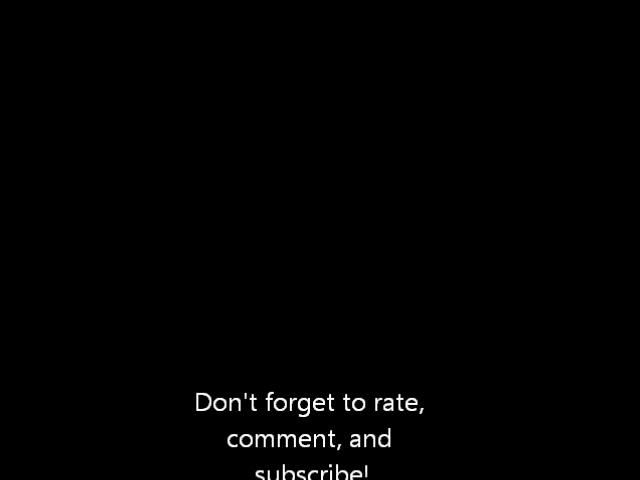 Don't forget to rate,
comment, and
subscribe!